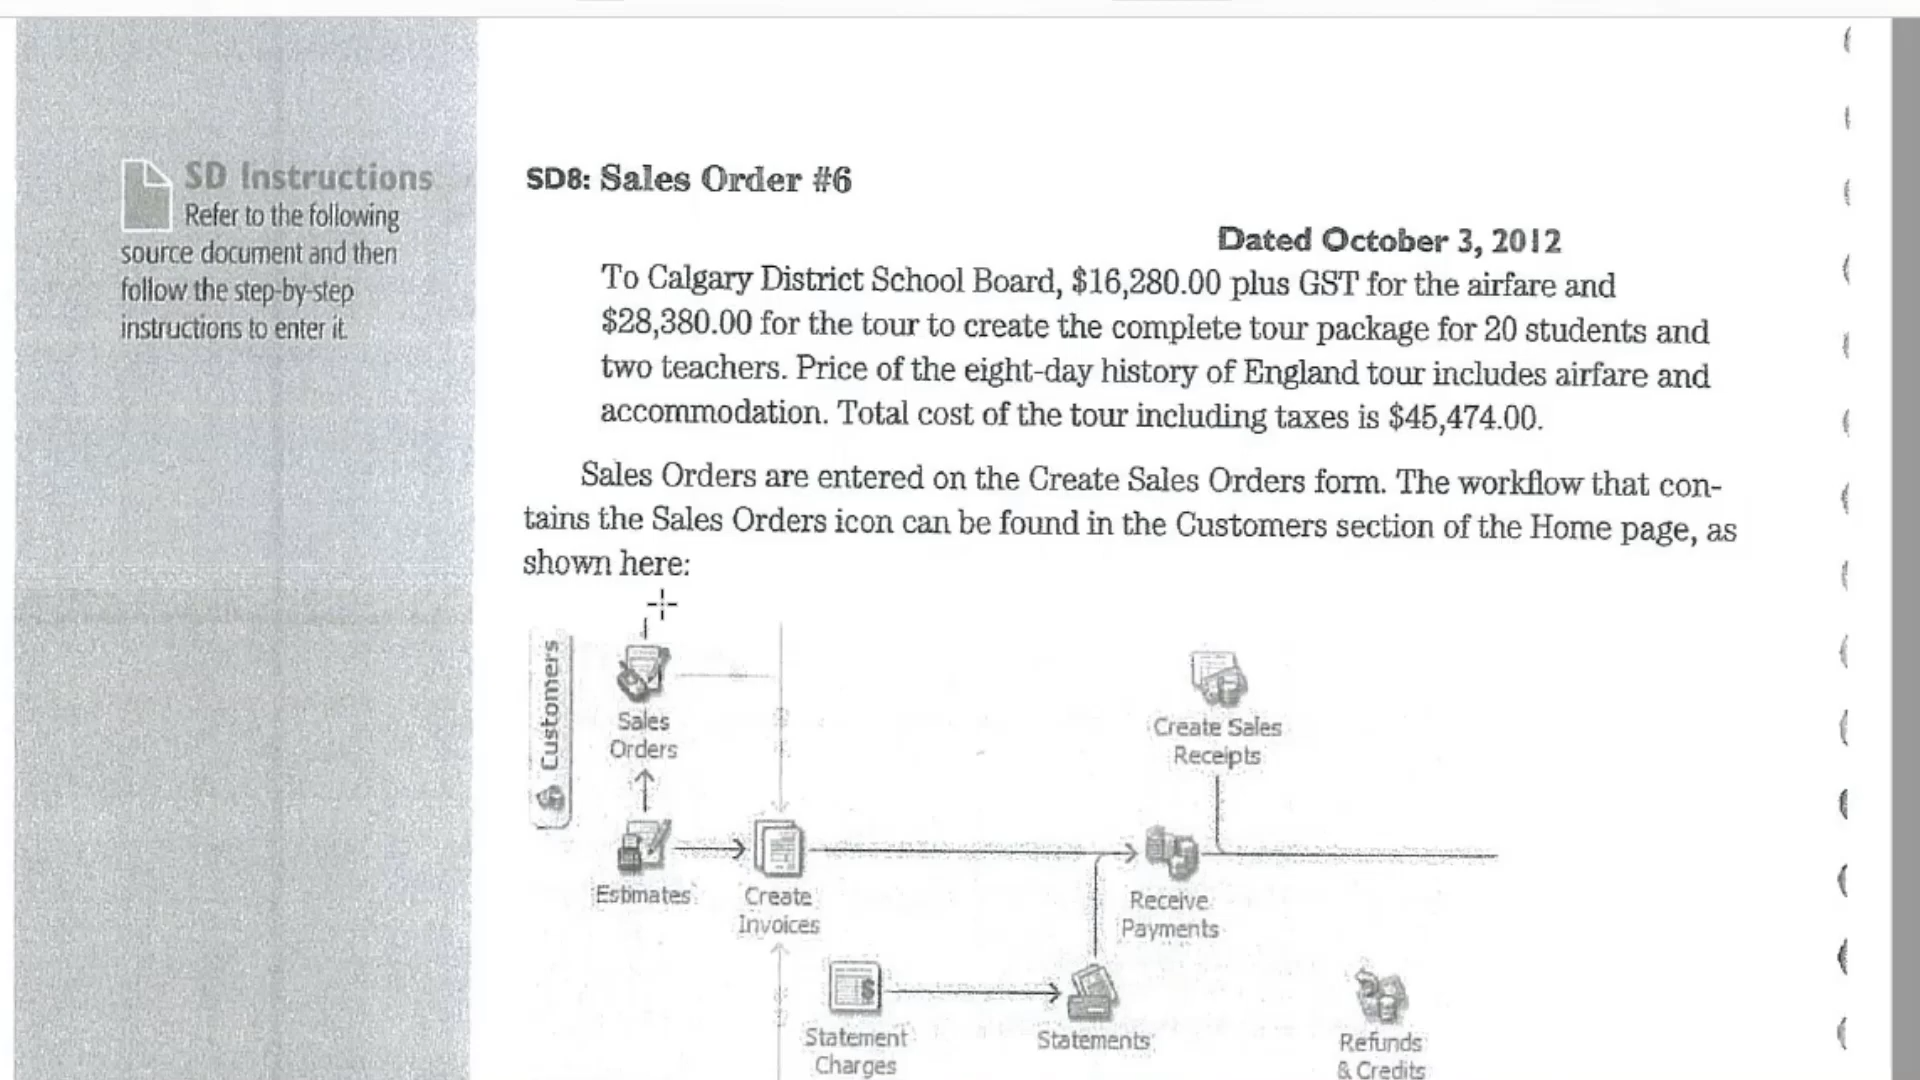 SD Instructions
Refer to the following
source document and then
follow the step-by-step
instructions to enter it.
SD8: Sales Order #6
Dated October 3, 2012
To Calgary District School Board, $16,280.00 plus GST for the airfare and
$28,380.00 for the tour to create the complete tour package for 20 students and
two teachers. Price of the eight-day history of England tour includes airfare and
accommodation. Total cost of the tour including taxes is $45,474.00.
Sales Orders are entered on the Create Sales Orders form. The workflow that con-
tains the Sales Orders icon can be found in the Customers section of the Home page, as
shown here:
Customers
Sales
Orders
Create Sales
Receipts
Estimates
Create
Invoices
Receive
Payments
Statement
Charges
Statements
Refunds
& Credits